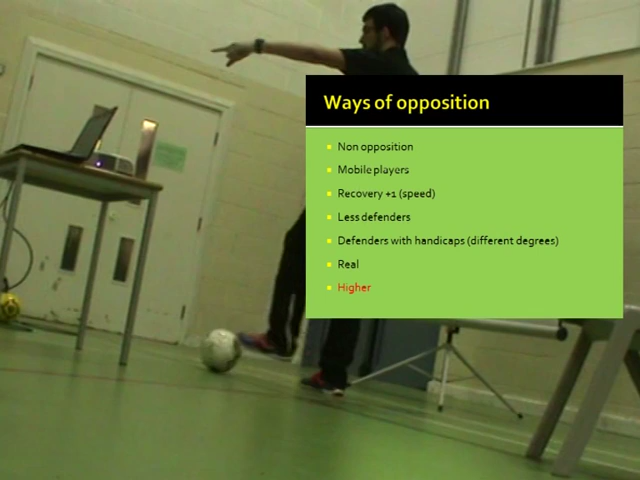 Ways of opposition
Non opposition
Mobile players
Recovery +1 (speed)
Less defenders
Defenders with handicaps (different degrees)
Real
Higher